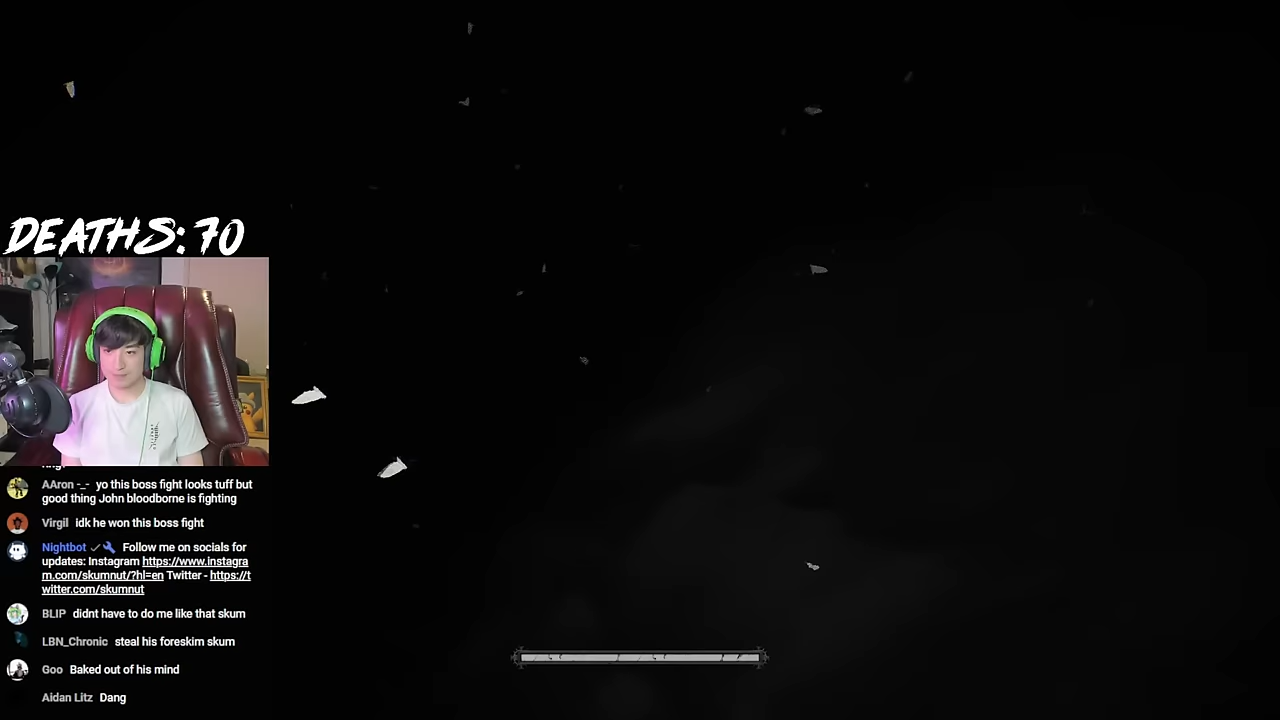 DEATHS: 70
AAron -_- yo this boss fight looks tuff but
good thing John bloodborne is fighting
Virgil idk he won this boss fight
Nightbot Follow me on socials for
updates: Instagram https://www.instagra
m.com/skumnut/?hl=en Twitter - https://t
witter.com/skumnut
BLIP didnt have to do me like that skum
LBN_Chronic steal his foreskim skum
Goo Baked out of his mind
Aidan Litz Dang